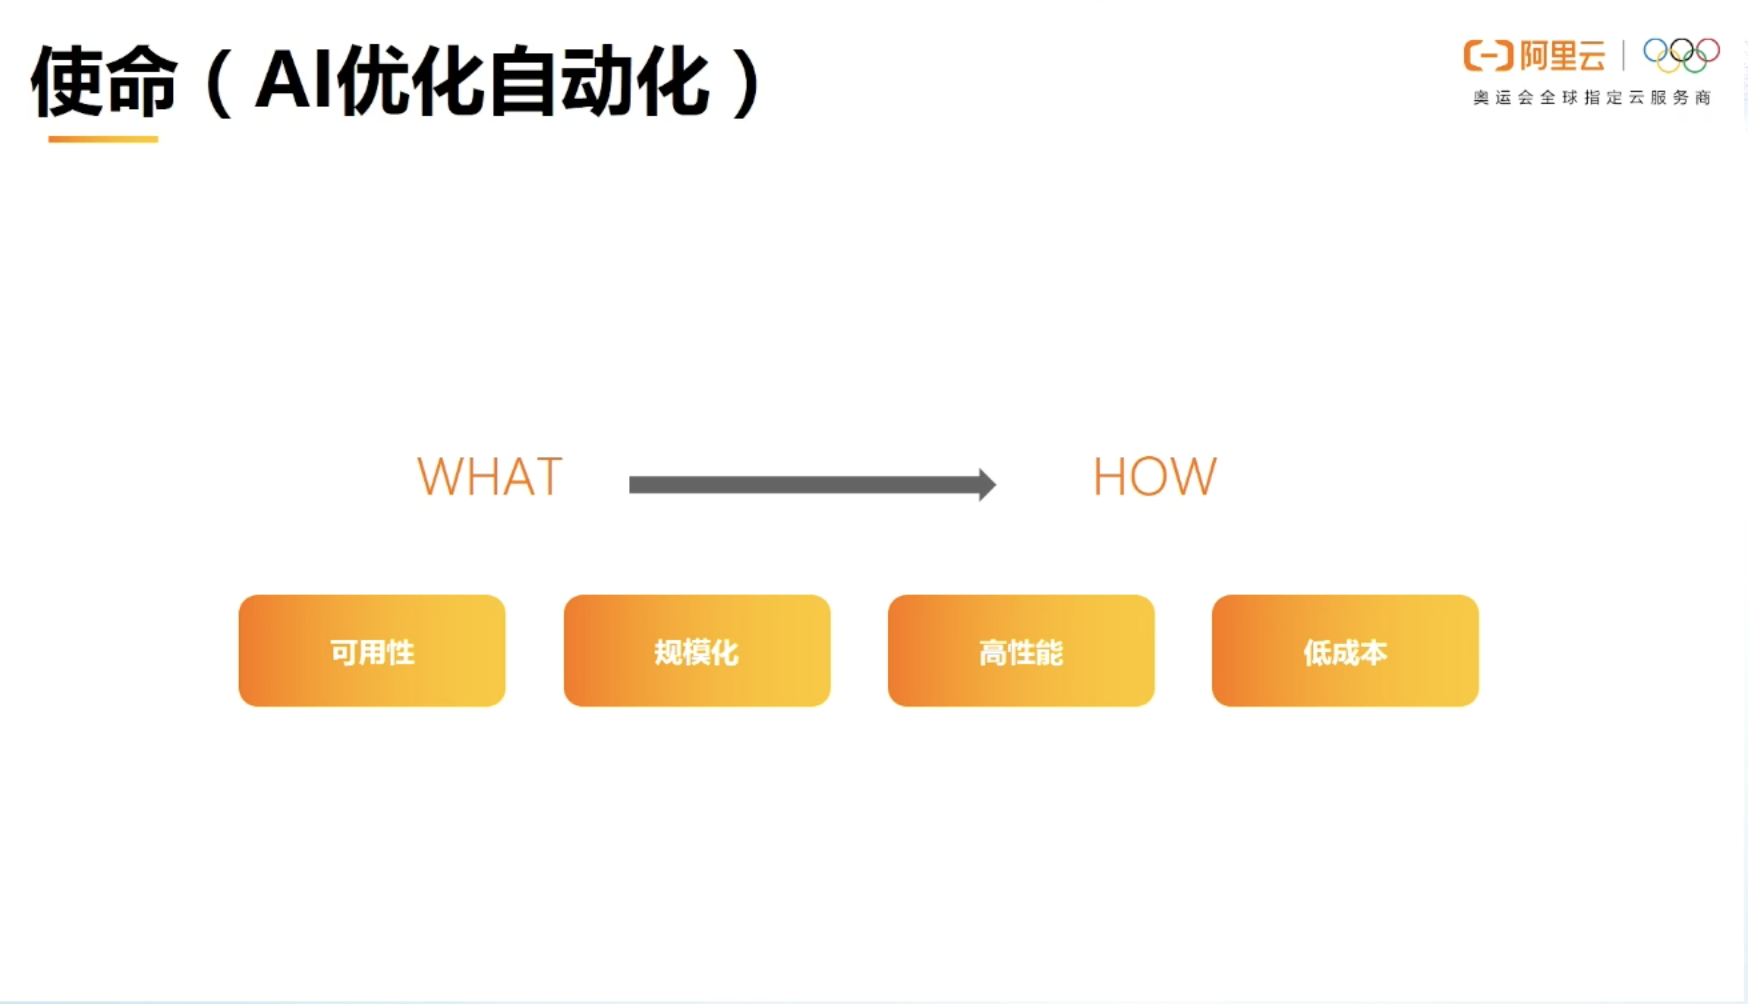 使命（AI优化自动化）
阿里云
奥运会全球指定云服务商
WHAT
HOW
可用性
规模化
高性能
低成本